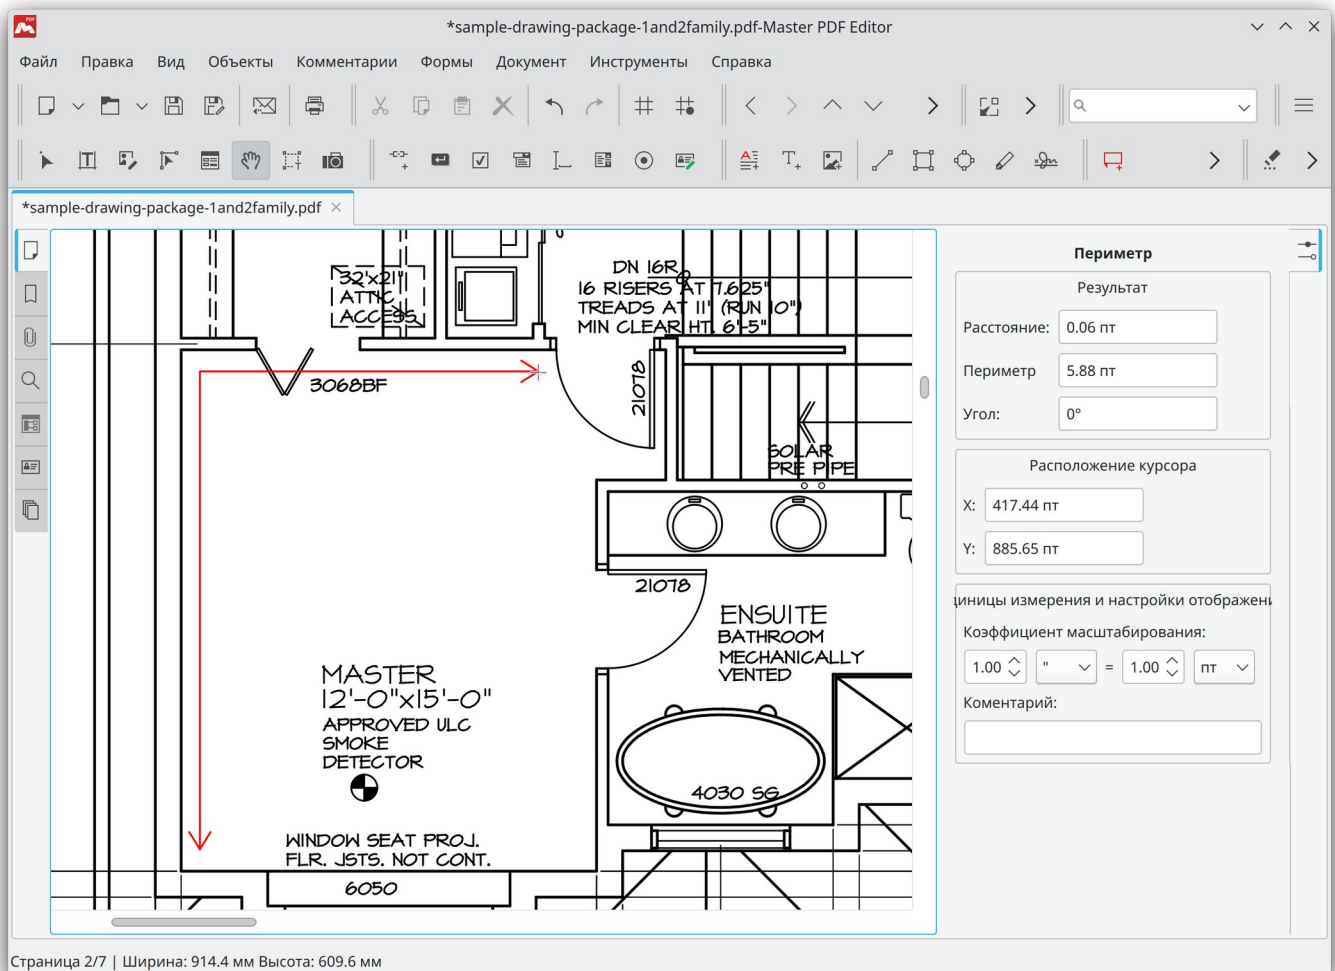 *sample-drawing-package-1and2family.pdf-Master PDF Editor
Файл Правка Вид Объекты Комментарии Формы Документ Инструменты Справка
*sample-drawing-package-1and2family.pdf
32"x21"
ATTIC
ACCESS
DN 16R
16 RISERS AT 7.625"
TREADS AT 11" (RUN 10")
MIN CLEAR HT. 6'-5"
3068BF
21078
SOLAR
PRE PIPE
21078
ENSUITE
BATHROOM
MECHANICALLY
VENTED
MASTER
12'-0"x15'-0"
APPROVED ULC
SMOKE
DETECTOR
4030 SG
WINDOW SEAT PROJ.
FLR. JSTS. NOT CONT.
6050
Периметр
Результат
Расстояние: 0.06 пт
Периметр 5.88 пт
Угол: 0°
Расположение курсора
X: 417.44 пт
Y: 885.65 пт
диницы измерения и настройки отображени
Коэффициент масштабирования:
1.00 " = 1.00 пт
Коментарий:
Страница 2/7 | Ширина: 914.4 мм Высота: 609.6 мм